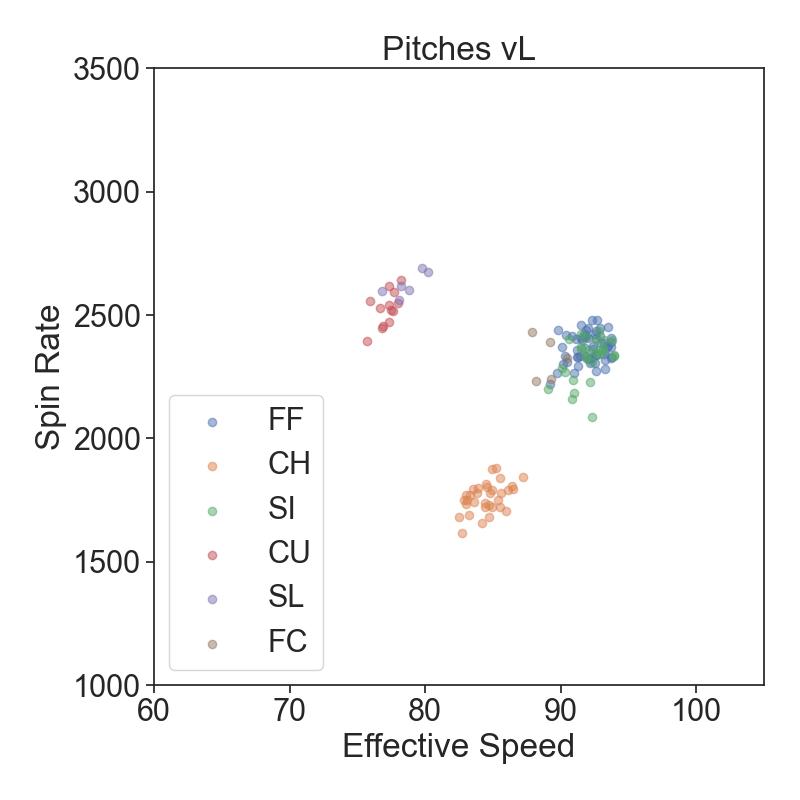 Pitches vL
3500
3000
2500
2000
1500
1000
Spin Rate
FF
CH
SI
CU
SL
FC
60 70 80 90 100
Effective Speed